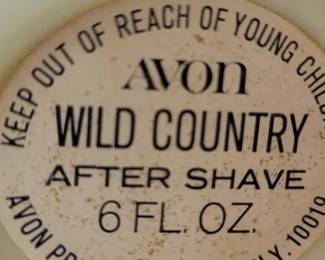 KEEP OUT OF REACH OF YOUNG
AVON
WILD COUNTRY
AFTER SHAVE
6 FL. OZ.
AVON N.Y. 10019